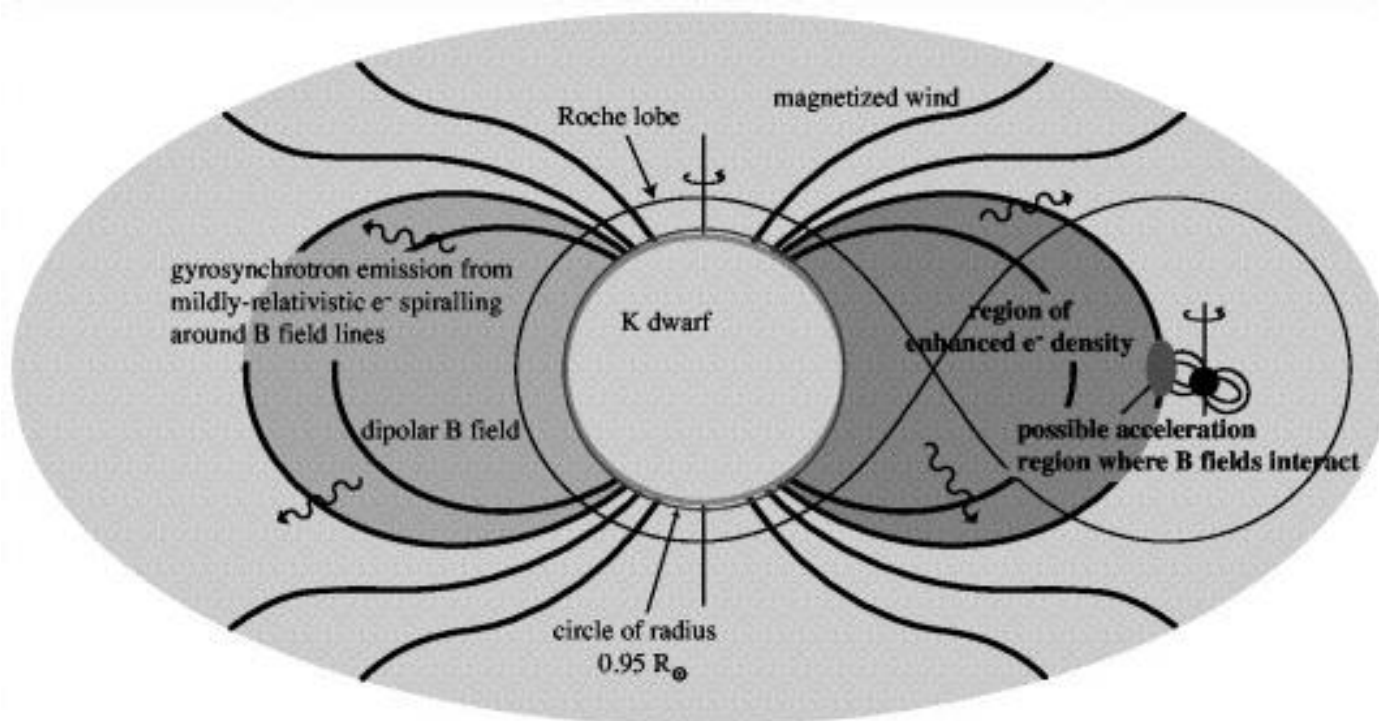 magnetized wind
Roche lobe
gyrosynchrotron emission from
mildly-relativistic e⁻ spiralling
around B field lines
K dwarf
region of
enhanced e⁻ density
dipolar B field
possible acceleration
region where B fields interact
circle of radius
0.95 R⊙